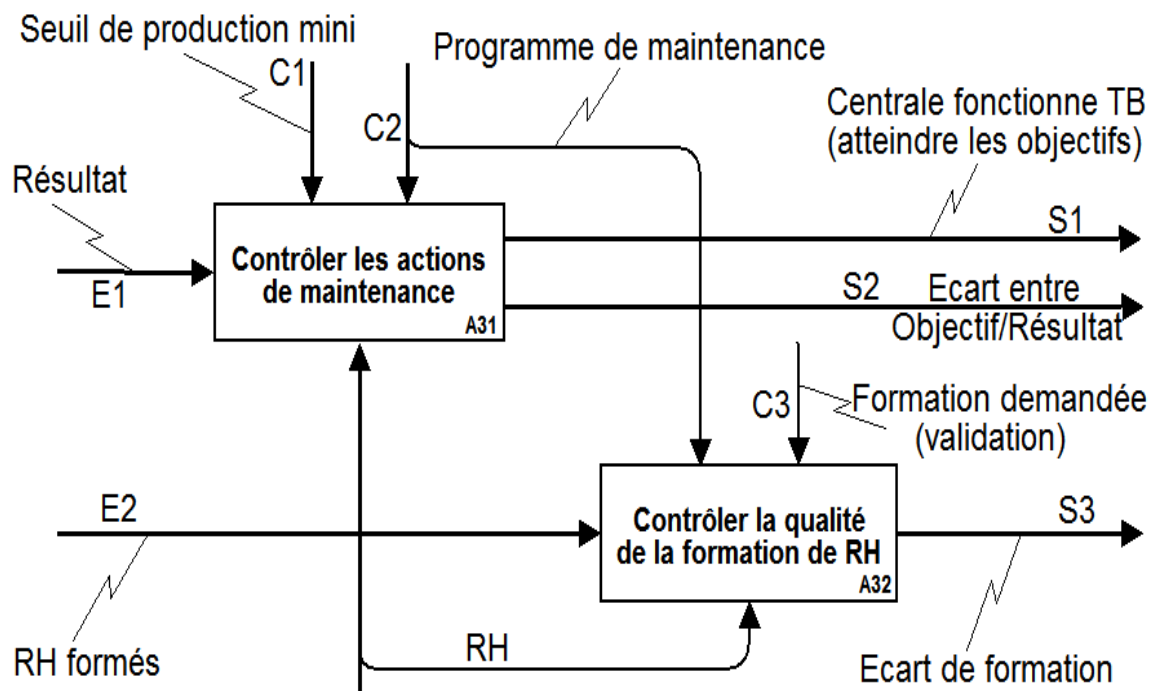 Seuil de production mini
C1
Programme de maintenance
C2
Centrale fonctionne TB
(atteindre les objectifs)
Résultat
E1
Contrôler les actions
de maintenance
A31
S1
S2
Ecart entre
Objectif/Résultat
C3
Formation demandée
(validation)
E2
Contrôler la qualité
de la formation de RH
A32
S3
RH formés
RH
Ecart de formation